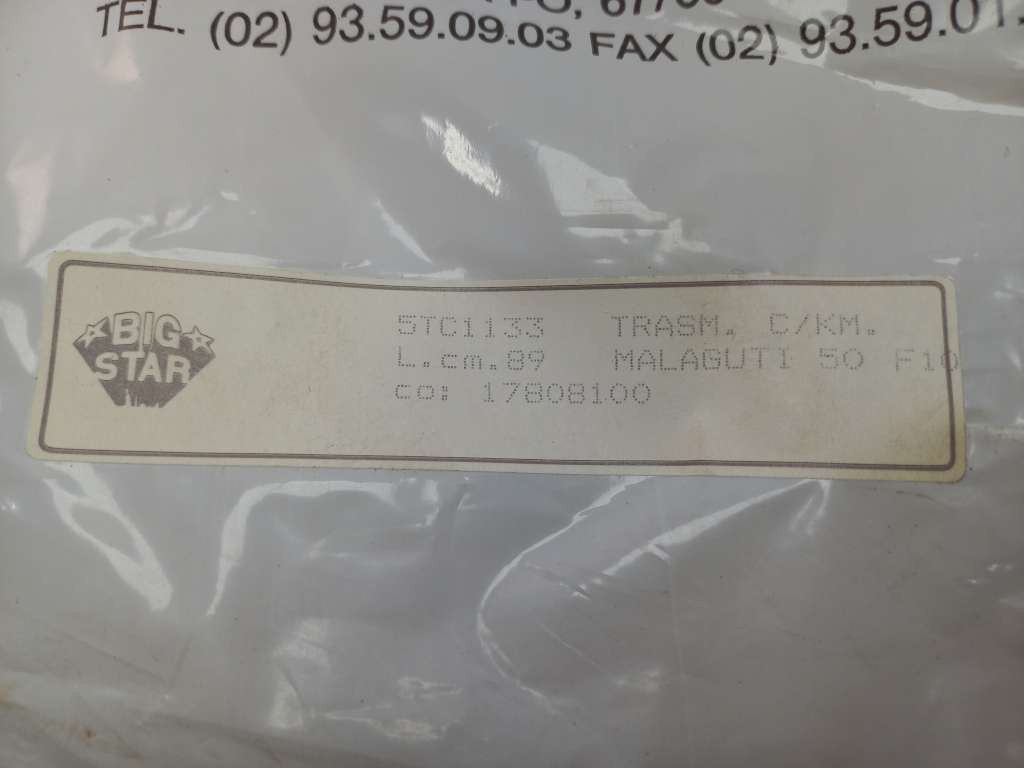 TEL. (02) 93.59.09.03 FAX (02) 93.59.01.
BIG
STAR
5TC1133 TRASM. C/KM.
L.cm.89 MALAGUTI 50 F10
co: 17808100